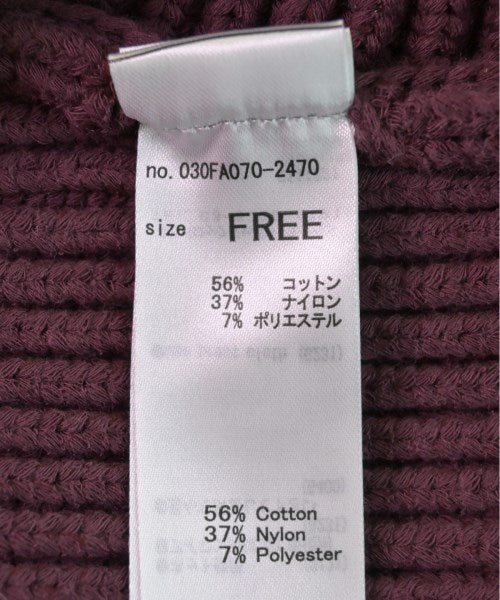 no. 030FA070-2470
size FREE
56% コットン
37% ナイロン
7% ポリエステル
56% Cotton
37% Nylon
7% Polyester